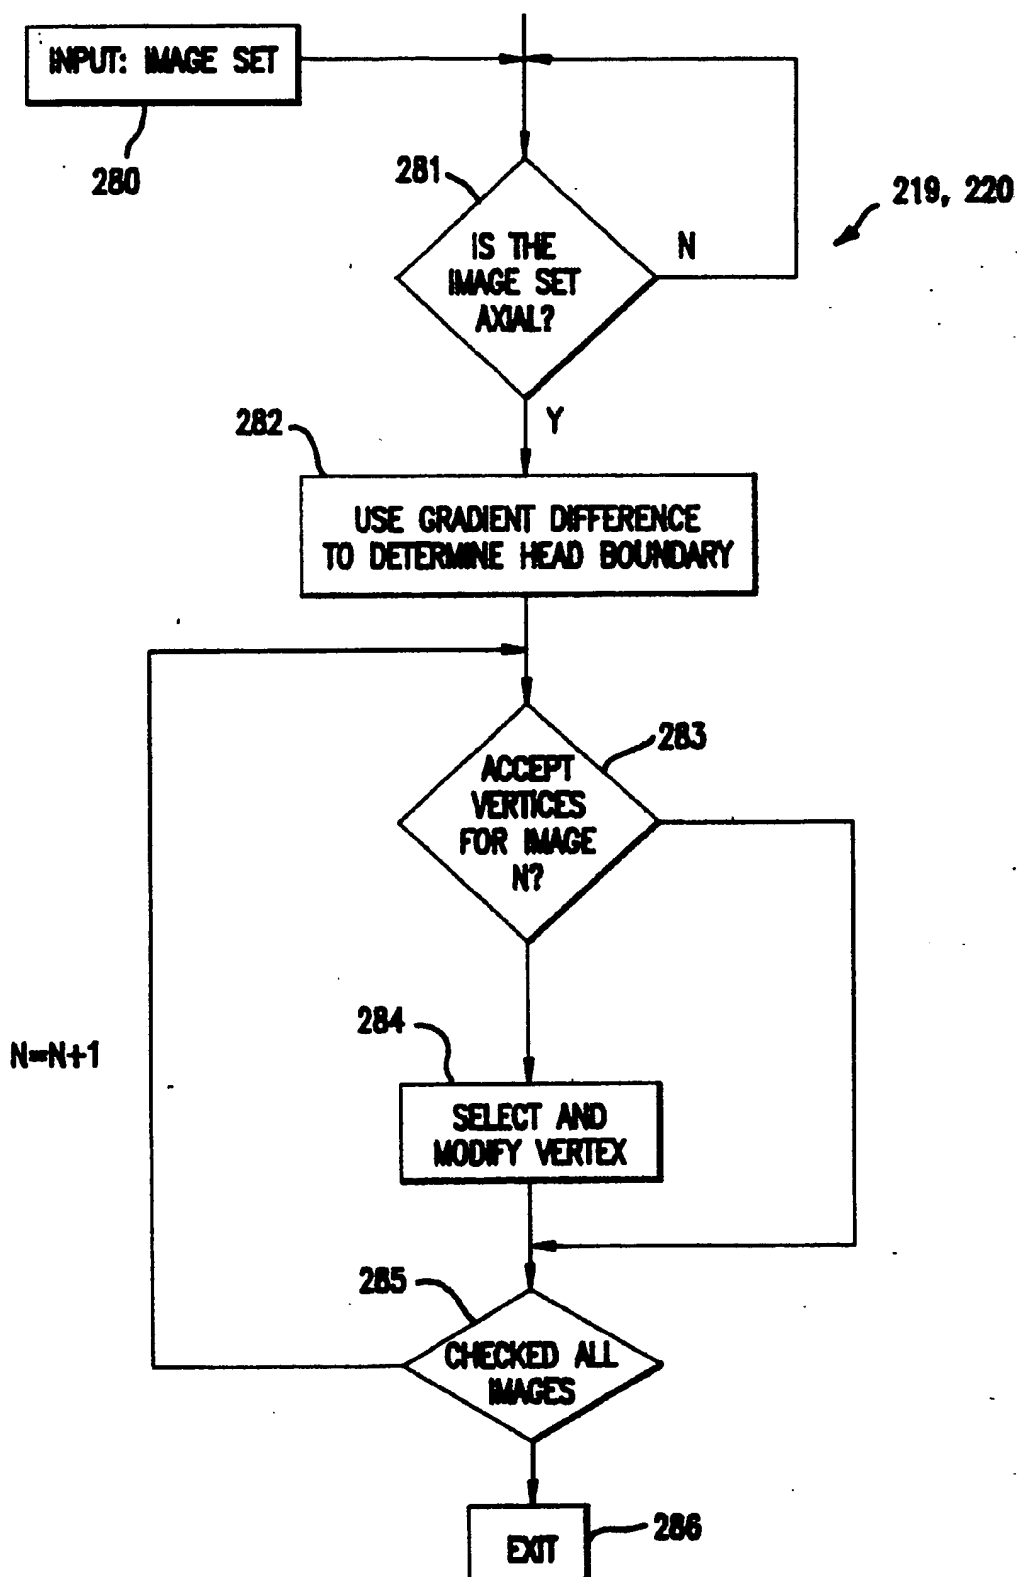 INPUT: IMAGE SET
280
281
219, 220
IS THE
IMAGE SET
AXIAL?
N
Y
282
USE GRADIENT DIFFERENCE
TO DETERMINE HEAD BOUNDARY
283
ACCEPT
VERTICES
FOR IMAGE
N?
284
N=N+1
SELECT AND
MODIFY VERTEX
285
CHECKED ALL
IMAGES
EXIT
286